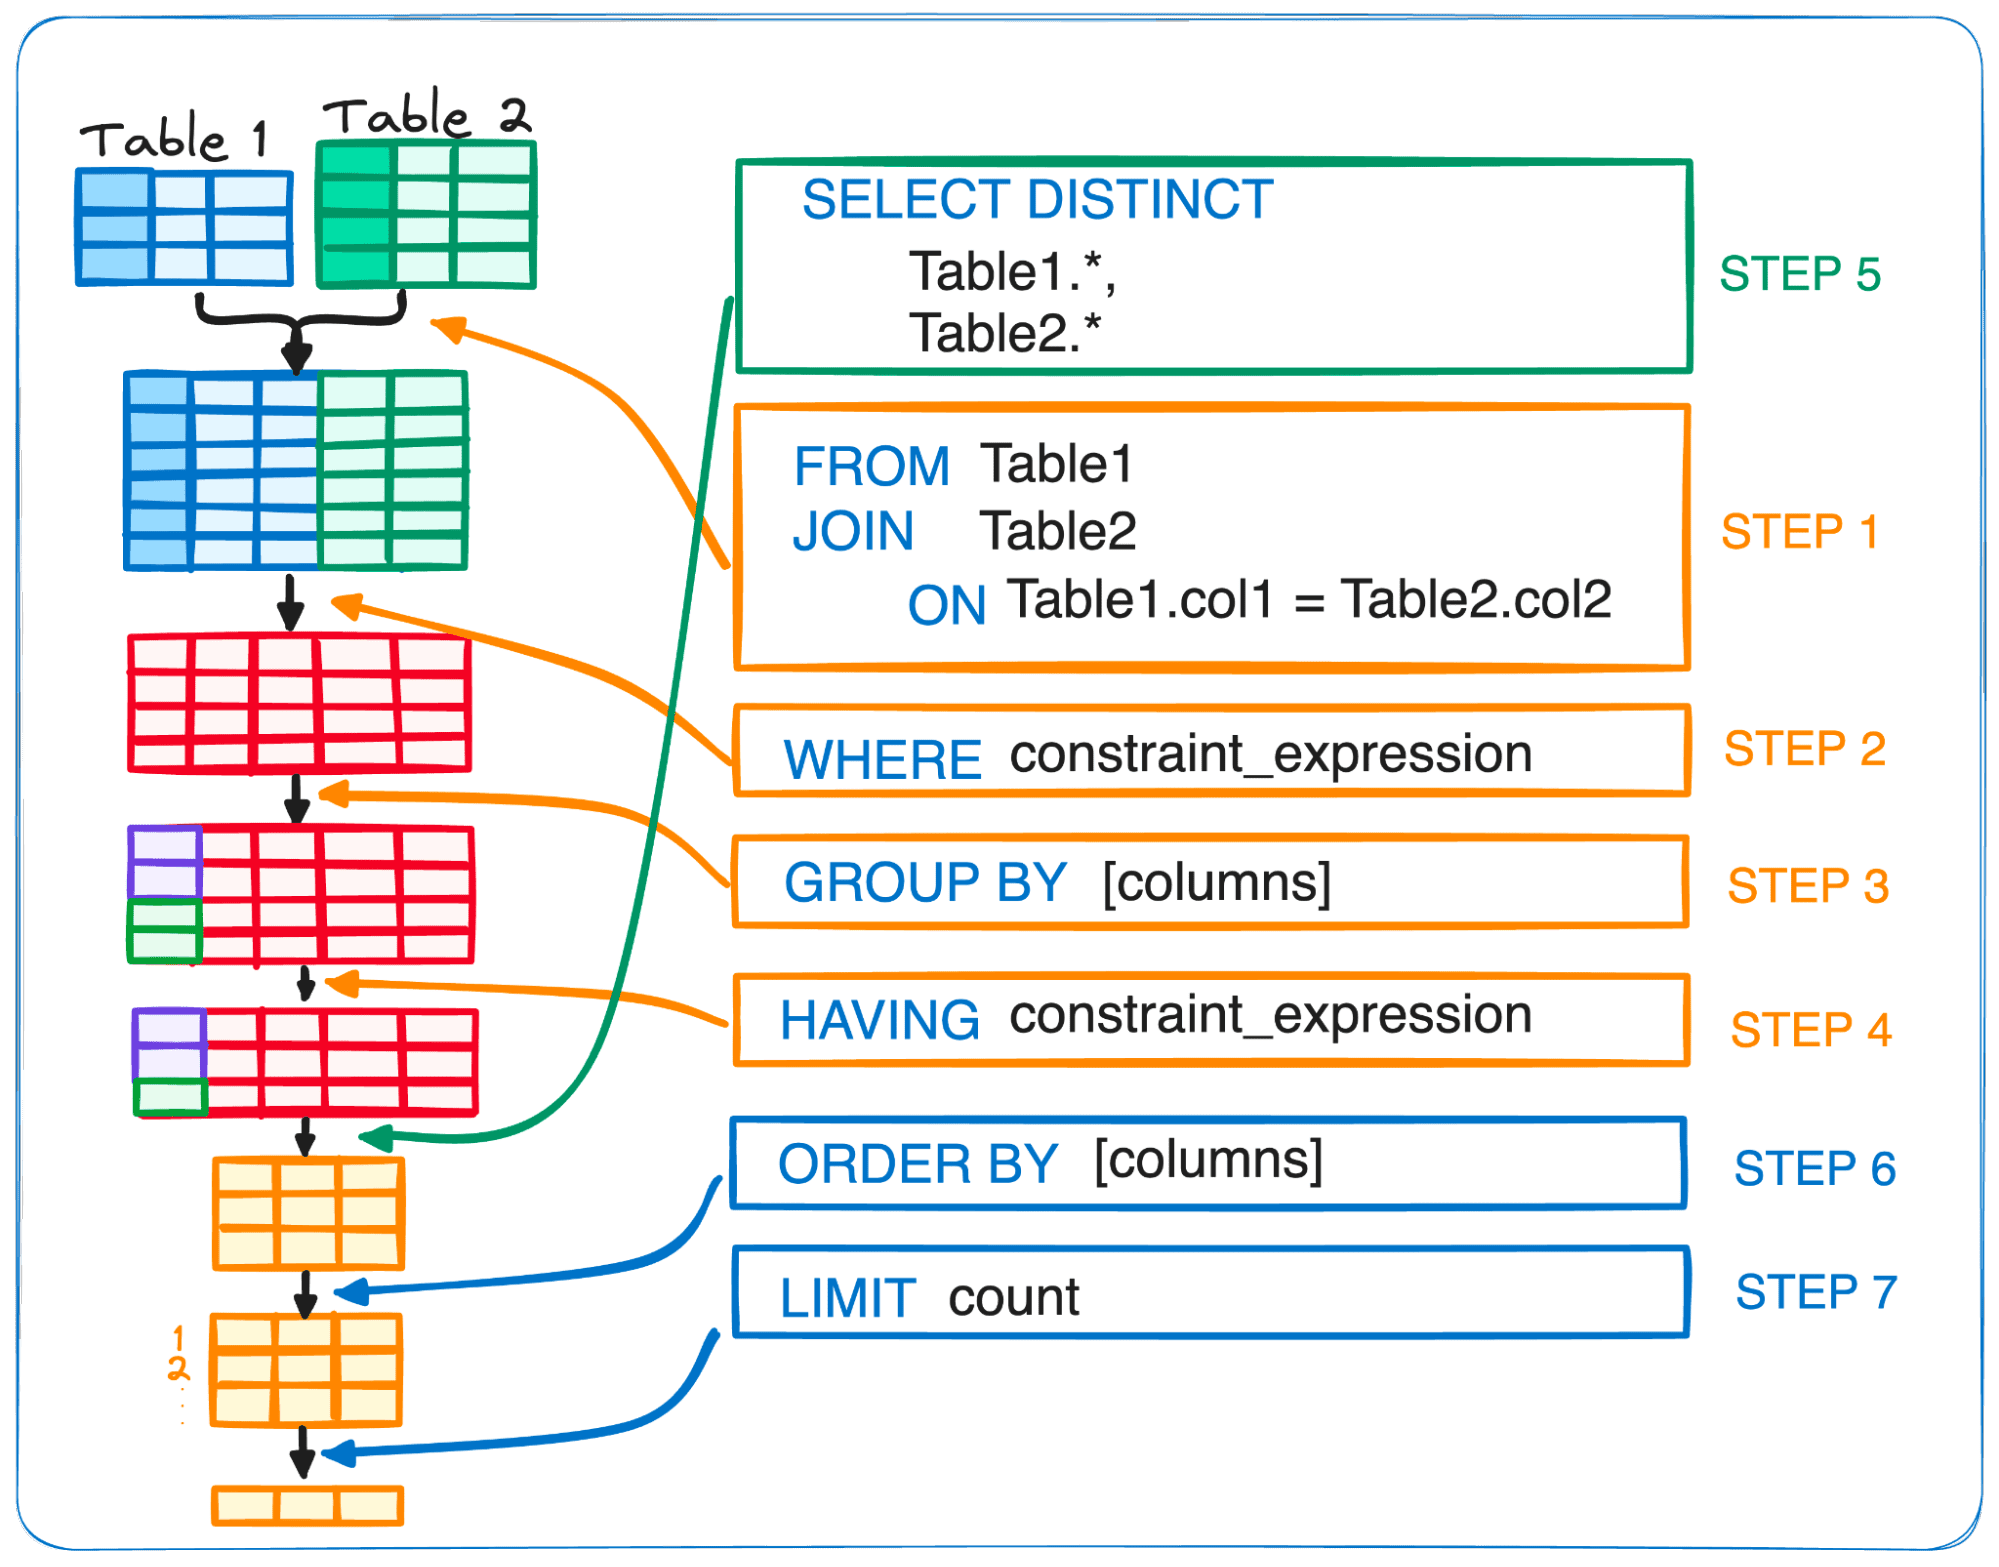 Table 1
Table 2
SELECT DISTINCT
Table1.*,
Table2.*
STEP 5
FROM Table1
JOIN Table2
ON Table1.col1 = Table2.col2
STEP 1
WHERE constraint_expression
STEP 2
GROUP BY [columns]
STEP 3
HAVING constraint_expression
STEP 4
ORDER BY [columns]
STEP 6
LIMIT count
STEP 7
1
2